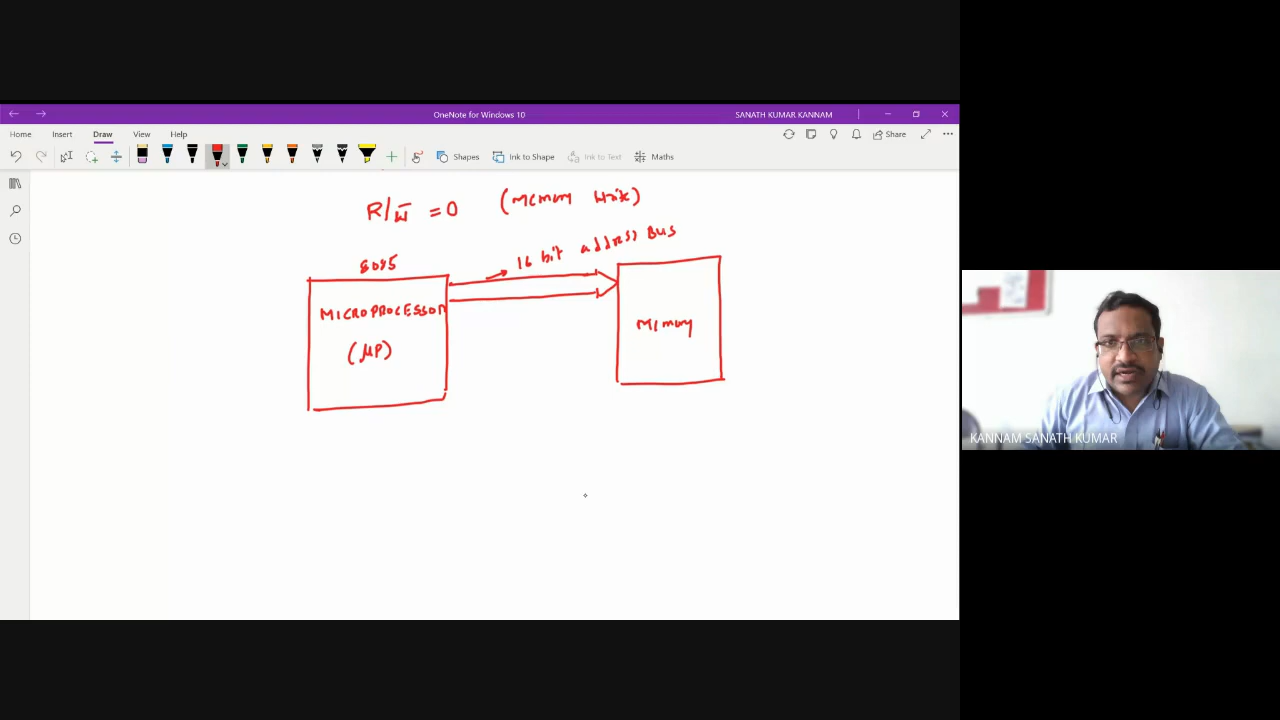 OneNote for Windows 10
SANATH KUMAR KANNAM
Home Insert Draw View Help
Share
Shapes Ink to Shape Ink to Text Maths
R/W̅ = 0 (Memory Write)
16 bit address Bus
8085
MICROPROCESSOR
(μP)
Memory
KANNAM SANATH KUMAR